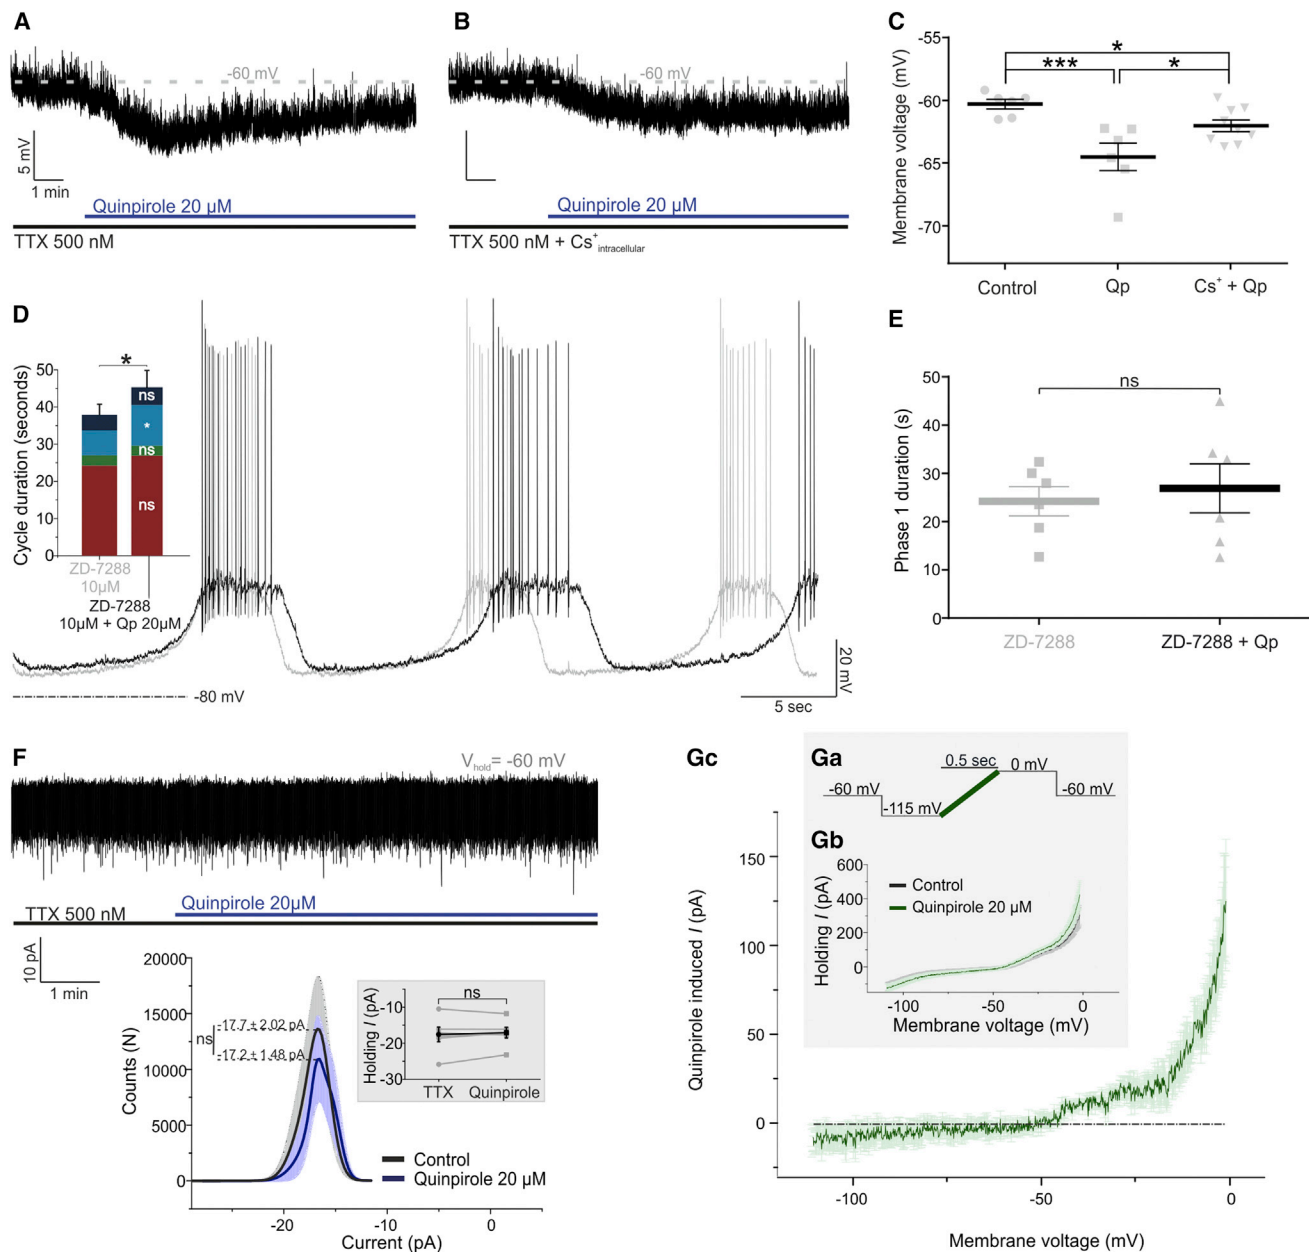 A
-60 mV
5 mV
1 min
Quinpirole 20 µM
TTX 500 nM
B
-60 mV
Quinpirole 20 µM
TTX 500 nM + Cs+ intracellular
C
Membrane voltage (mV)
-55
-60
-65
-70
*
***
*
Control
Qp
Cs+ + Qp
D
Cycle duration (seconds)
50
40
30
20
10
0
*
ns
*
ns
ns
ZD-7288
10µM
ZD-7288
10µM + Qp 20µM
-80 mV
20 mV
5 sec
E
Phase 1 duration (s)
50
40
30
20
10
0
ns
ZD-7288
ZD-7288 + Qp
F
Vhold= -60 mV
Quinpirole 20µM
TTX 500 nM
10 pA
1 min
Counts (N)
20000
15000
10000
5000
0
ns
-17.7 ± 2.02 pA
-17.2 ± 1.48 pA
Holding I (pA)
-10
-20
-30
ns
TTX
Quinpirole
Control
Quinpirole 20 µM
-20
-10
0
Current (pA)
Gc
Ga
-60 mV
-115 mV
0.5 sec
0 mV
-60 mV
Gb
Holding I (pA)
600
400
200
0
Control
Quinpirole 20 µM
-100
-50
0
Membrane voltage (mV)
Quinpirole induced I (pA)
150
100
50
0
-100
-50
0
Membrane voltage (mV)